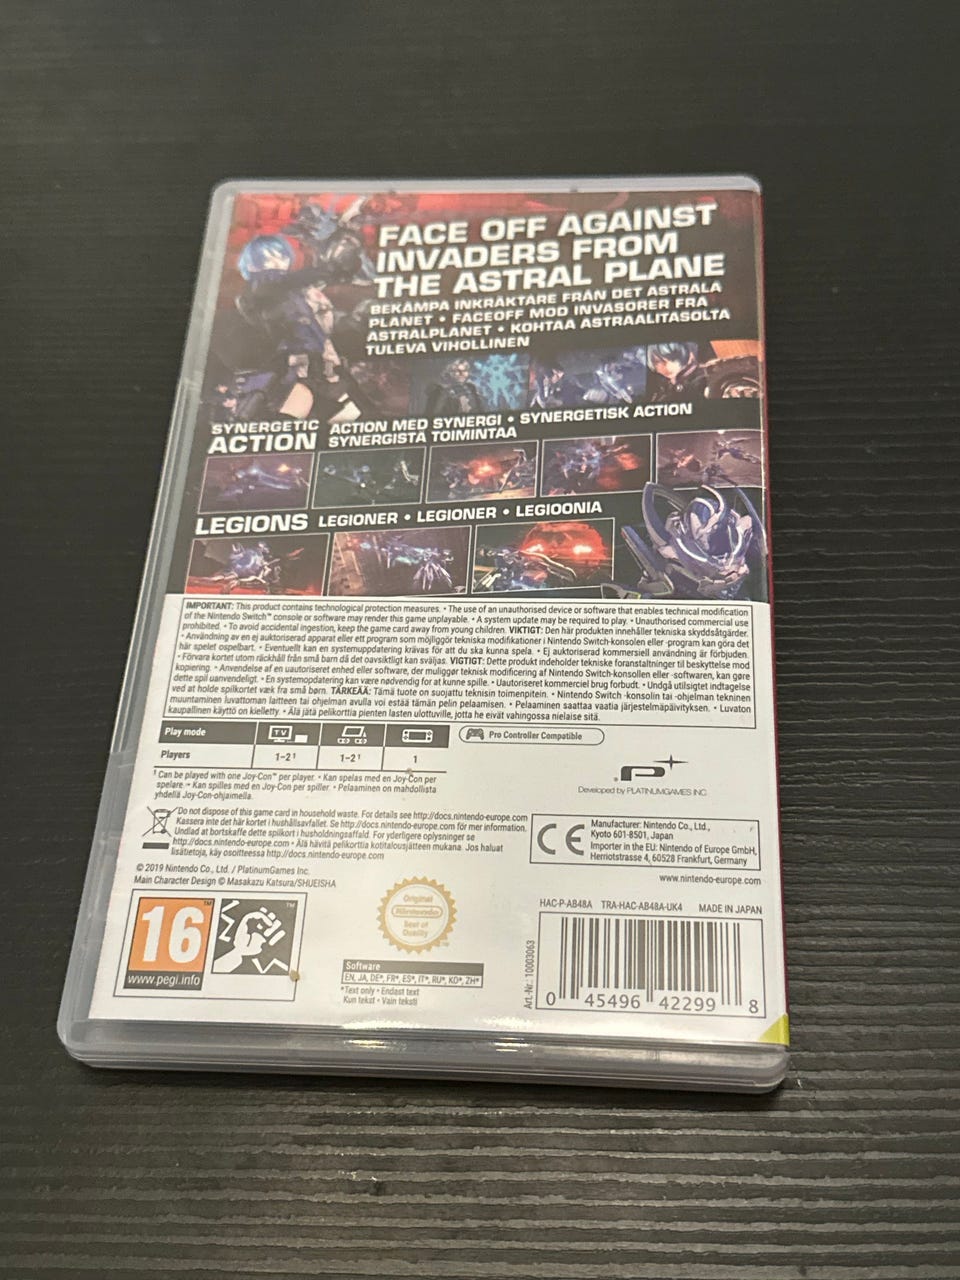 FACE OFF AGAINST
INVADERS FROM
THE ASTRAL PLANE
BEKÄMPA INKRÄKTARE FRÅN DET ASTRALA
PLANET • FACEOFF MOD INVASORER FRA
ASTRALPLANET • KOHTAA ASTRAALITASOLTA
TULEVA VIHOLLINEN
SYNERGETIC
ACTION
ACTION MED SYNERGI • SYNERGETISK ACTION
SYNERGISTÄ TOIMINTAA
LEGIONS LEGIONER • LEGIONER • LEGIOONIA
IMPORTANT: This product contains technological protection measures. • The use of an unauthorised device or software that enables technical modification
of the Nintendo Switch™ console or software may render this game unplayable. • A system update may be required to play. • Unauthorised commercial use
prohibited. • To avoid accidental ingestion, keep the game card away from young children. VIKTIGT: Den här produkten innehåller tekniska skyddsåtgärder.
• Användning av en ej auktoriserad apparat eller ett program som möjliggör tekniska modifikationer i Nintendo Switch-konsolen eller -program kan göra det
här spelet ospelbart. • Eventuellt kan en systemuppdatering krävas för att du ska kunna spela. • Ej auktoriserad kommersiell användning är förbjuden.
• Förvara kortet utom räckhåll från små barn då det oavsiktligt kan sväljas. VIGTIGT: Dette produkt indeholder tekniske foranstaltninger til beskyttelse mod
kopiering. • Anvendelse af en uautoriseret enhed eller software, der muliggør teknisk modificering af Nintendo Switch-konsollen eller -softwaren, kan gøre
dette spil uanvendeligt. • En systemopdatering kan være nødvendig for at kunne spille. • Uautoriseret kommerciel brug forbudt. • Undgå utilsigtet indtagelse
ved at holde spilkortet væk fra små børn. TÄRKEÄÄ: Tämä tuote on suojattu teknisin toimenpitein. • Nintendo Switch -konsolin tai -ohjelman tekninen
muuntaminen luvattoman laitteen tai ohjelman avulla voi estää tämän pelin pelaamisen. • Pelaaminen saattaa vaatia järjestelmäpäivityksen. • Luvaton
kaupallinen käyttö on kielletty. • Älä jätä pelikorttia pienten lasten ulottuville, jotta he eivät vahingossa nielaise sitä.
Play mode TV Pro Controller Compatible
Players 1-2¹ 1-2¹ 1
¹ Can be played with one Joy-Con™ per player. • Kan spelas med en Joy-Con per
spelare. • Kan spilles med en Joy-Con per spiller. • Pelaaminen on mahdollista
yhdellä Joy-Con-ohjaimella.
Developed by PLATINUMGAMES INC.
Do not dispose of this game card in household waste. For details see http://docs.nintendo-europe.com
Kassera inte det här kortet i hushållsavfallet. Se http://docs.nintendo-europe.com för mer information.
Undlad at bortskaffe dette spilkort i husholdningsaffald. For yderligere oplysninger se
http://docs.nintendo-europe.com • Älä hävitä pelikorttia kotitalousjätteen mukana. Jos haluat
lisätietoja, käy osoitteessa http://docs.nintendo-europe.com
CE
Manufacturer: Nintendo Co., Ltd.,
Kyoto 601-8501, Japan
Importer in the EU: Nintendo of Europe GmbH,
Herriotstrasse 4, 60528 Frankfurt, Germany
www.nintendo-europe.com
© 2019 Nintendo Co., Ltd. / PlatinumGames Inc.
Main Character Design © Masakazu Katsura/SHUEISHA
16 ™
www.pegi.info
™
Original
Nintendo
Seal of
Quality
Software
EN, JA, DE*, FR*, ES*, IT*, RU*, KO*, ZH*
*Text only • Endast text
Kun tekst • Vain teksti
HAC-P-AB48A TRA-HAC-AB48A-UK4 MADE IN JAPAN
Art.-Nr.: 10003063
0 45496 42299 8